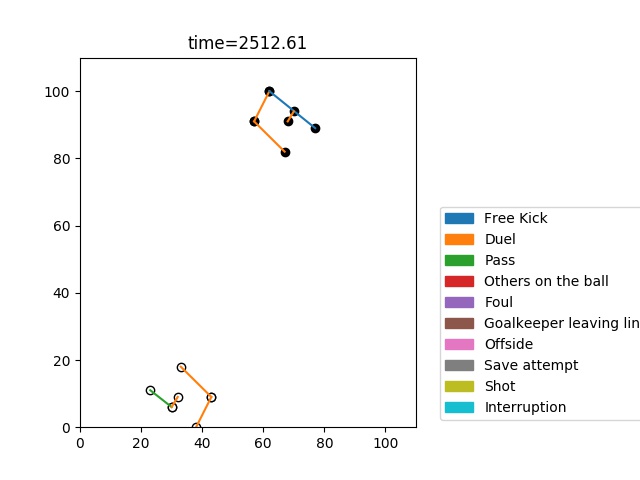 time=2512.61
100
80
60
40
20
0
0 20 40 60 80 100
Free Kick
Duel
Pass
Others on the ball
Foul
Goalkeeper leaving lin
Offside
Save attempt
Shot
Interruption